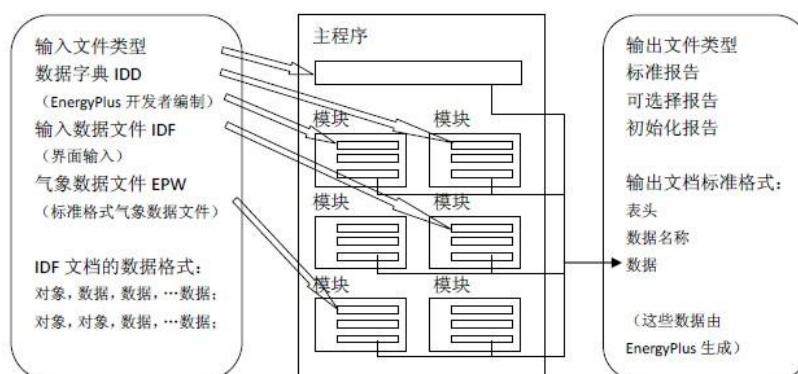 输入文件类型
数据字典 IDD
（EnergyPlus 开发者编制）
输入数据文件 IDF
（界面输入）
气象数据文件 EPW
（标准格式气象数据文件）
IDF 文档的数据格式：
对象，数据，数据，…数据；
对象，对象，数据，…数据；
主程序
模块
模块
模块
模块
模块
模块
输出文件类型
标准报告
可选择报告
初始化报告
输出文档标准格式：
表头
数据名称
数据
（这些数据由
EnergyPlus 生成）